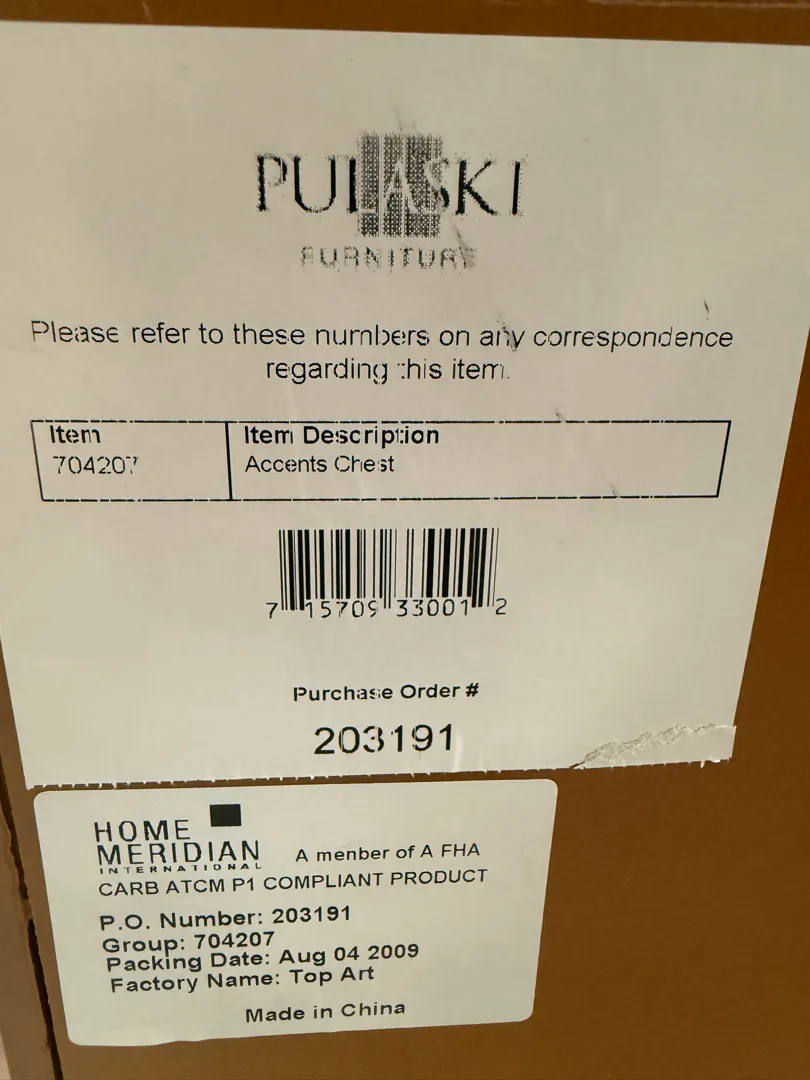 PULASKI
FURNITURE
Please refer to these numbers on any correspondence
regarding this item.
Item
Item Description
704207
Accents Chest
7 15709 33001 2
Purchase Order #
203191
HOME
MERIDIAN
INTERNATIONAL
A menber of A FHA
CARB ATCM P1 COMPLIANT PRODUCT
P.O. Number: 203191
Group: 704207
Packing Date: Aug 04 2009
Factory Name: Top Art
Made in China